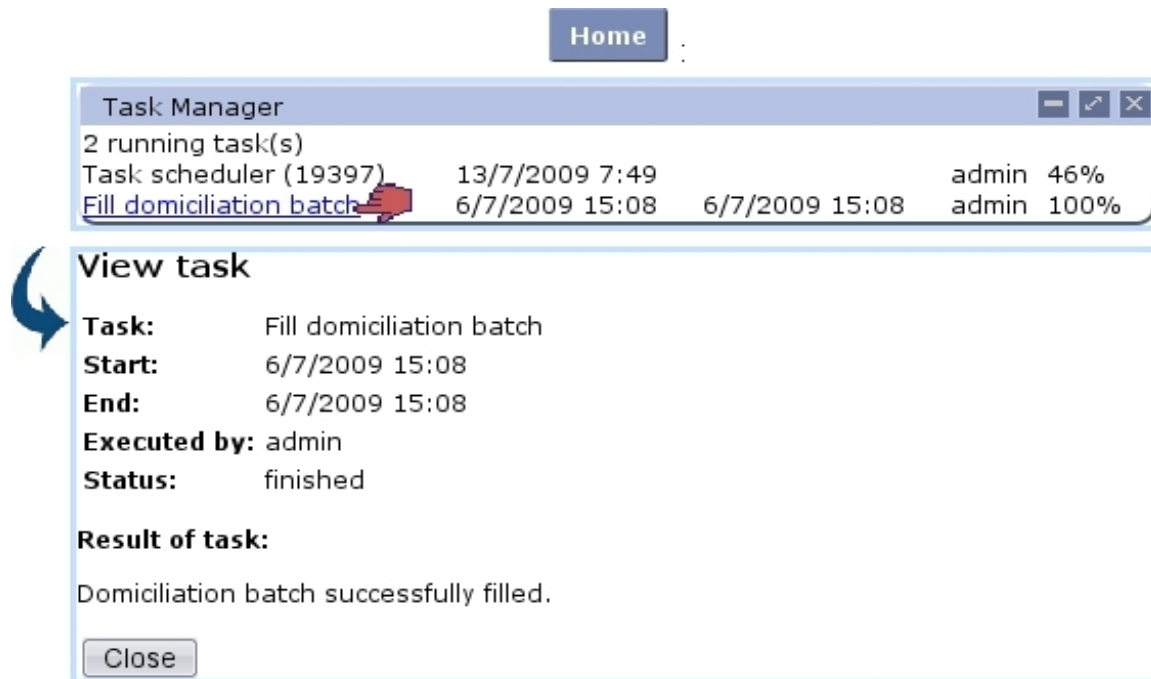 Home :
Task Manager
2 running task(s)
Task scheduler (19397) 13/7/2009 7:49 admin 46%
Fill domiciliation batch 6/7/2009 15:08 6/7/2009 15:08 admin 100%
View task
Task: Fill domiciliation batch
Start: 6/7/2009 15:08
End: 6/7/2009 15:08
Executed by: admin
Status: finished
Result of task:
Domiciliation batch successfully filled.
Close